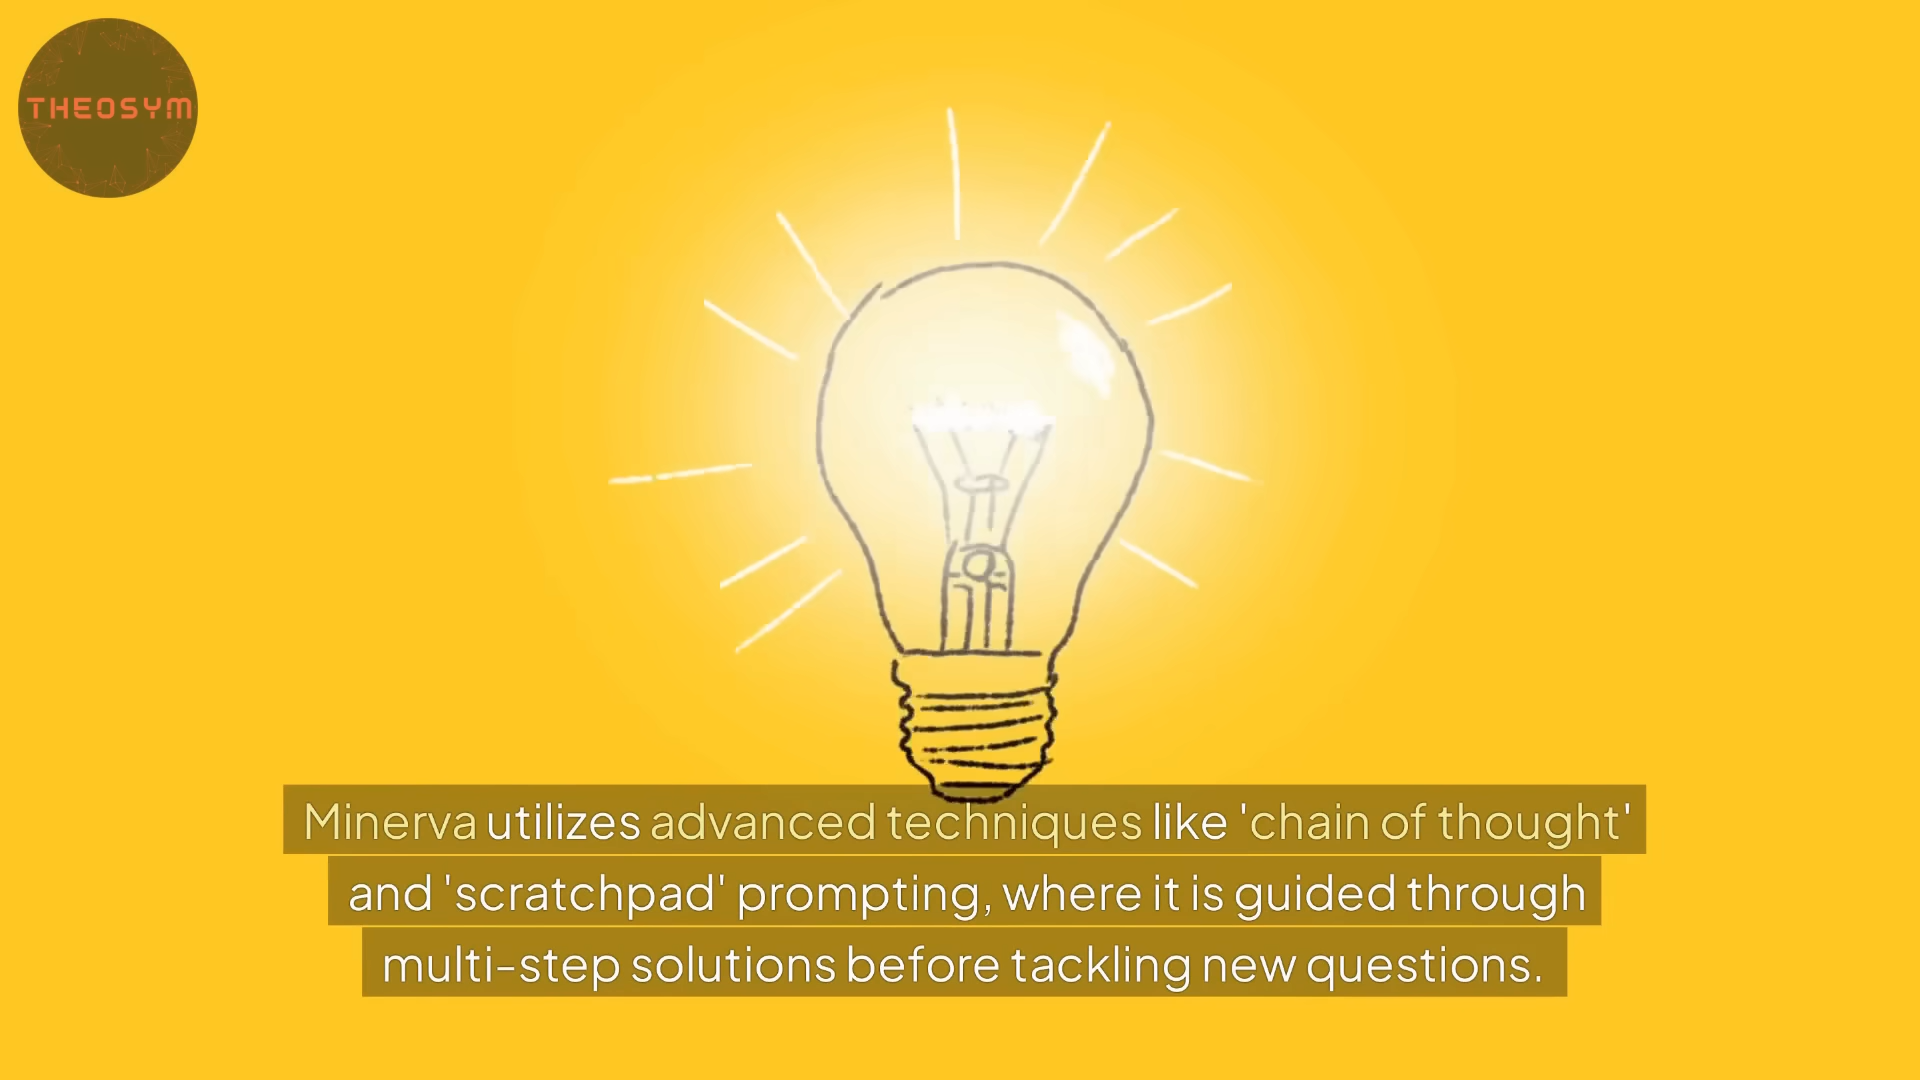 THEOSYM
Minerva utilizes advanced techniques like 'chain of thought'
and 'scratchpad' prompting, where it is guided through
multi-step solutions before tackling new questions.